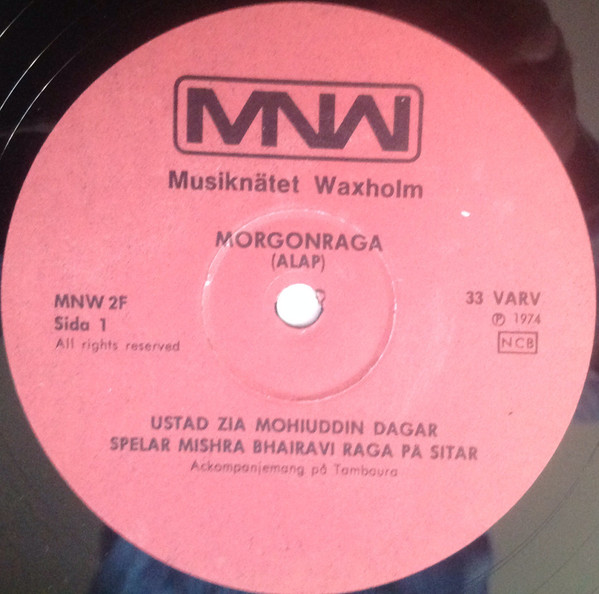 MNW
Musiknätet Waxholm
MORGONRAGA
(ALAP)
MNW 2F
Sida 1
All rights reserved
33 VARV
Ⓟ 1974
NCB
USTAD ZIA MOHIUDDIN DAGAR
SPELAR MISHRA BHAIRAVI RAGA PÅ SITAR
Ackompanjemang på Tamboura